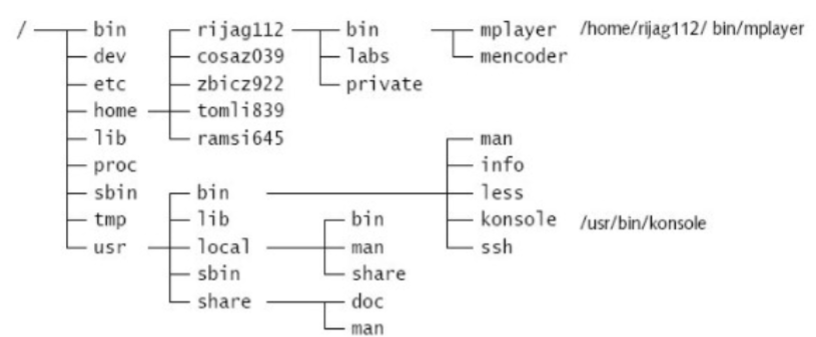 / bin rijag112 bin mplayer /home/rijag112/ bin/mplayer
dev cosaz039 labs mencoder
etc zbicz922 private
home tomli839
lib ramsi645 man
proc info
sbin bin less
tmp lib bin konsole /usr/bin/konsole
usr local man ssh
sbin share
share doc
man